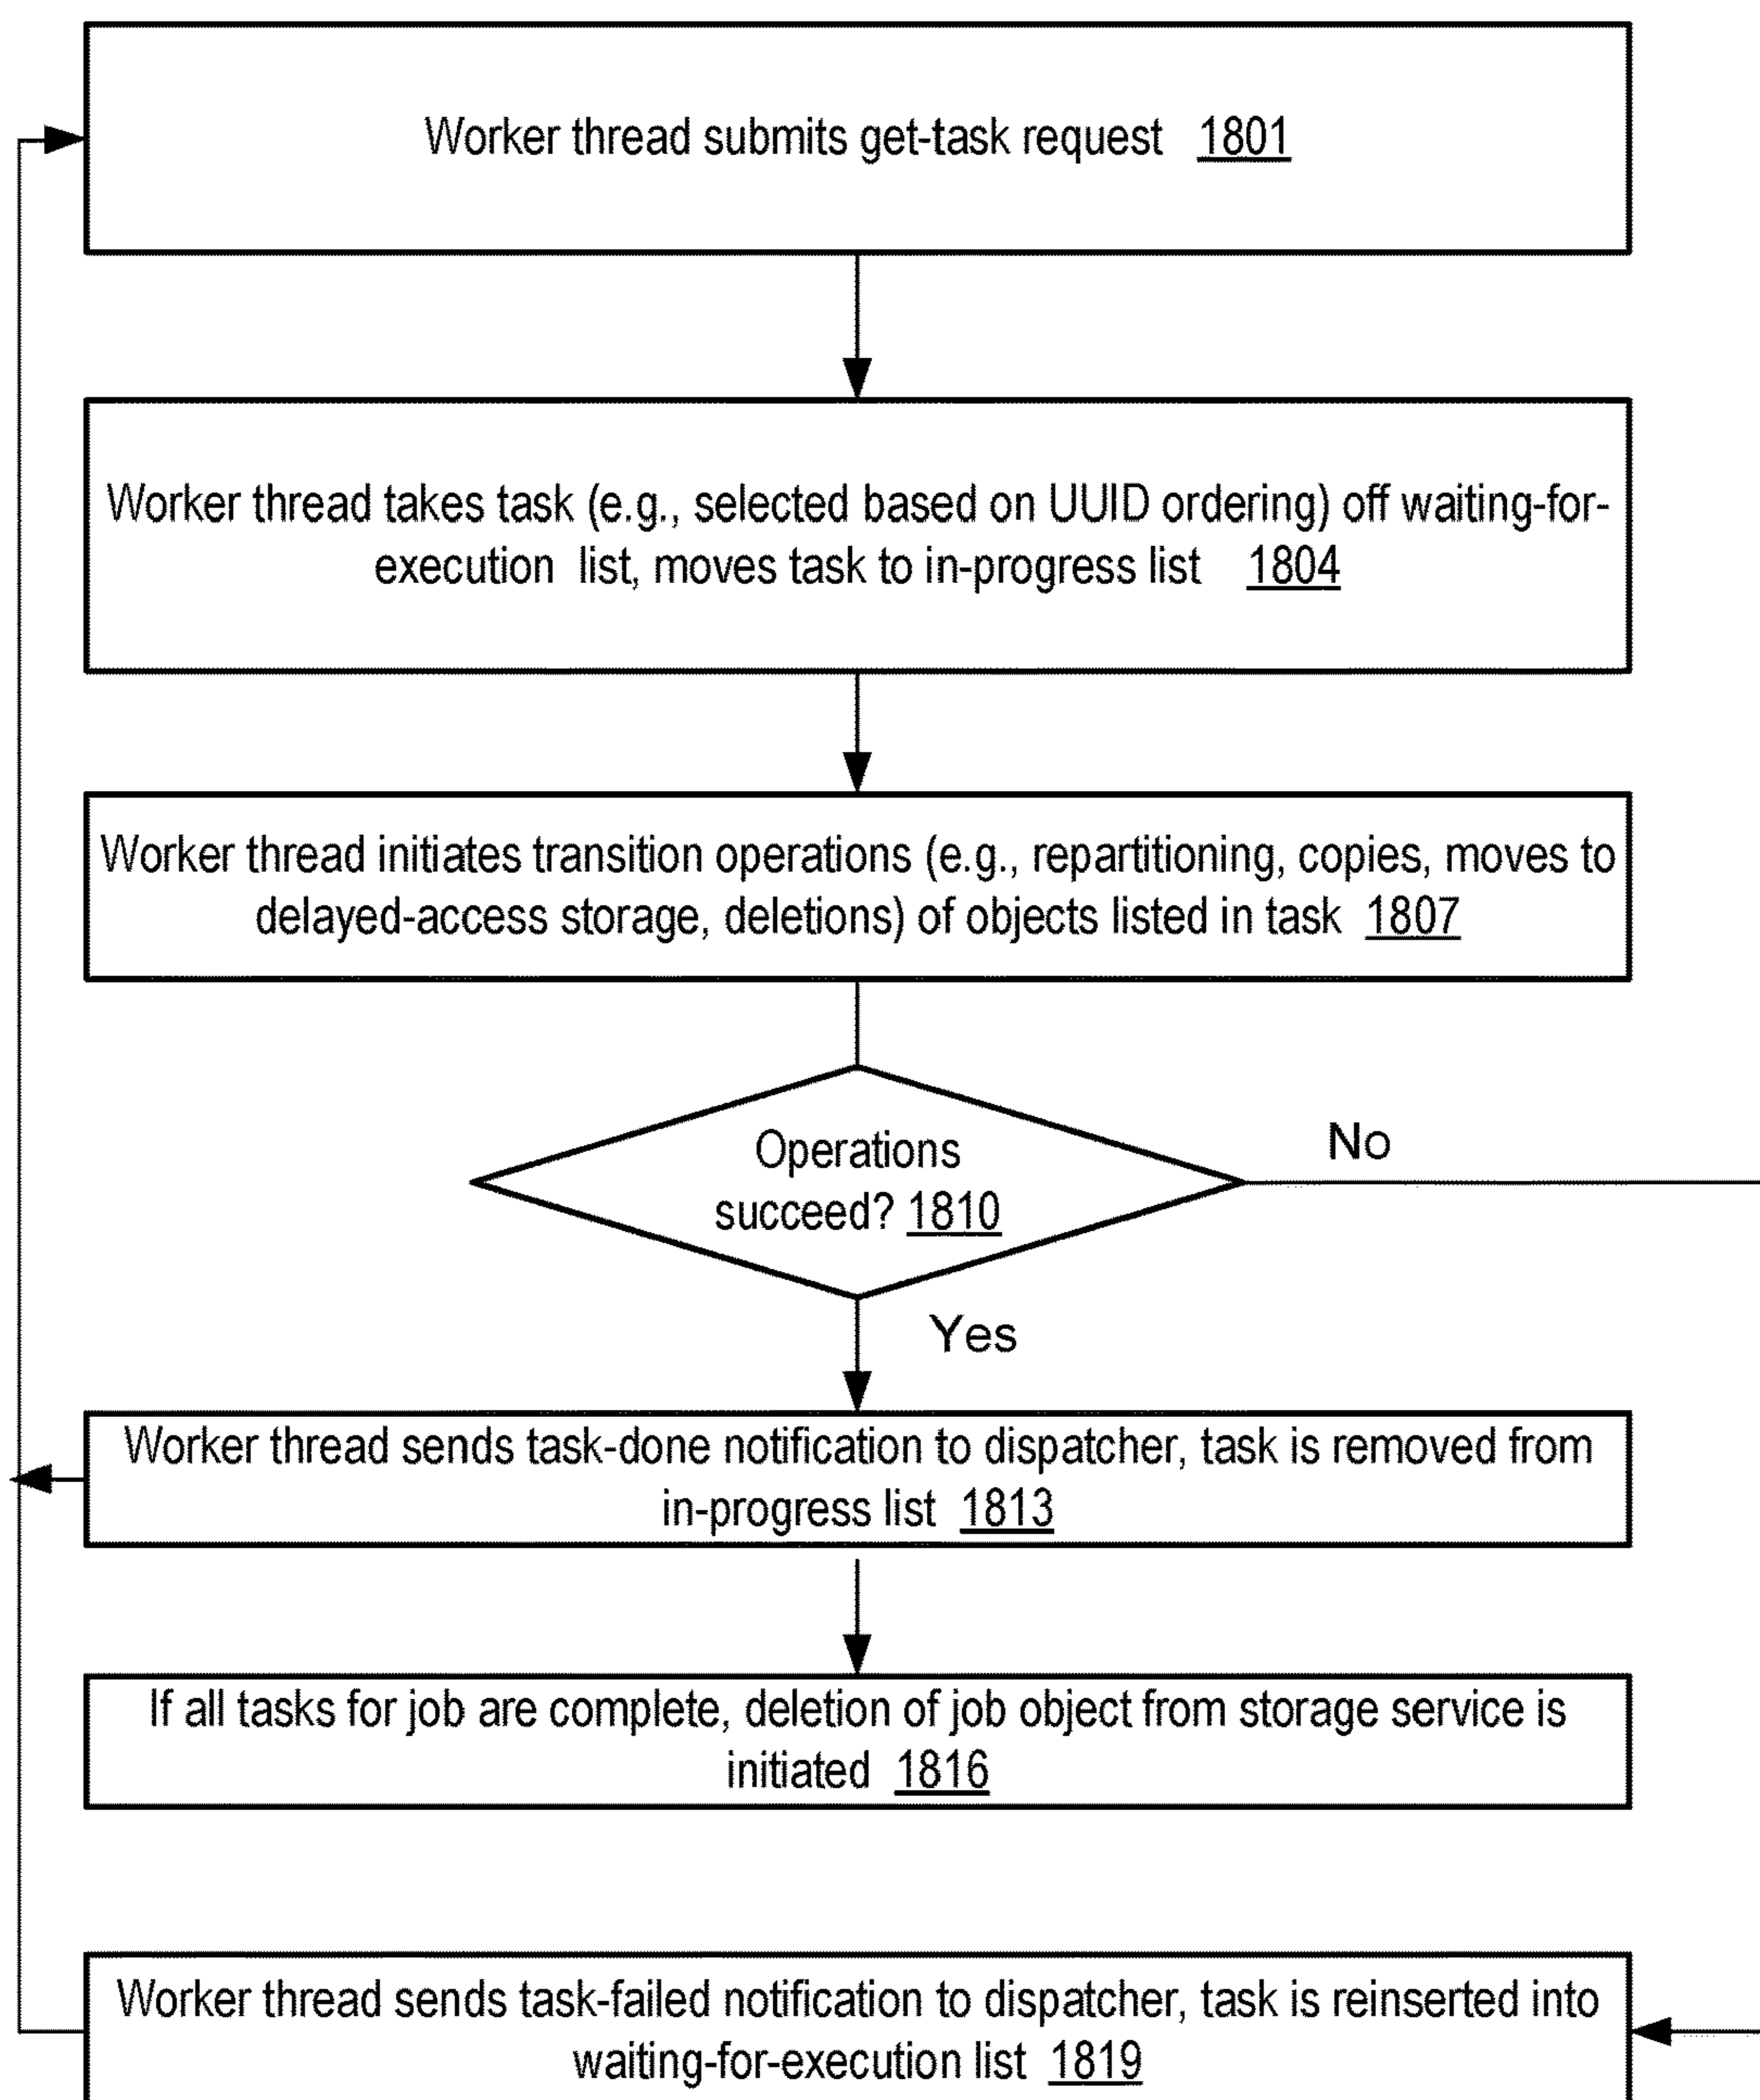 Worker thread submits get-task request 1801
Worker thread takes task (e.g., selected based on UUID ordering) off waiting-for-
execution list, moves task to in-progress list 1804
Worker thread initiates transition operations (e.g., repartitioning, copies, moves to
delayed-access storage, deletions) of objects listed in task 1807
Operations
succeed? 1810
No
Yes
Worker thread sends task-done notification to dispatcher, task is removed from
in-progress list 1813
If all tasks for job are complete, deletion of job object from storage service is
initiated 1816
Worker thread sends task-failed notification to dispatcher, task is reinserted into
waiting-for-execution list 1819